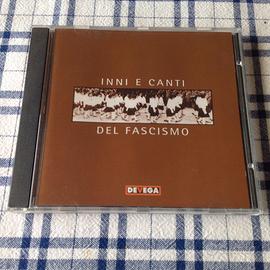 INNI E CANTI
DEL FASCISMO
DEVEGA